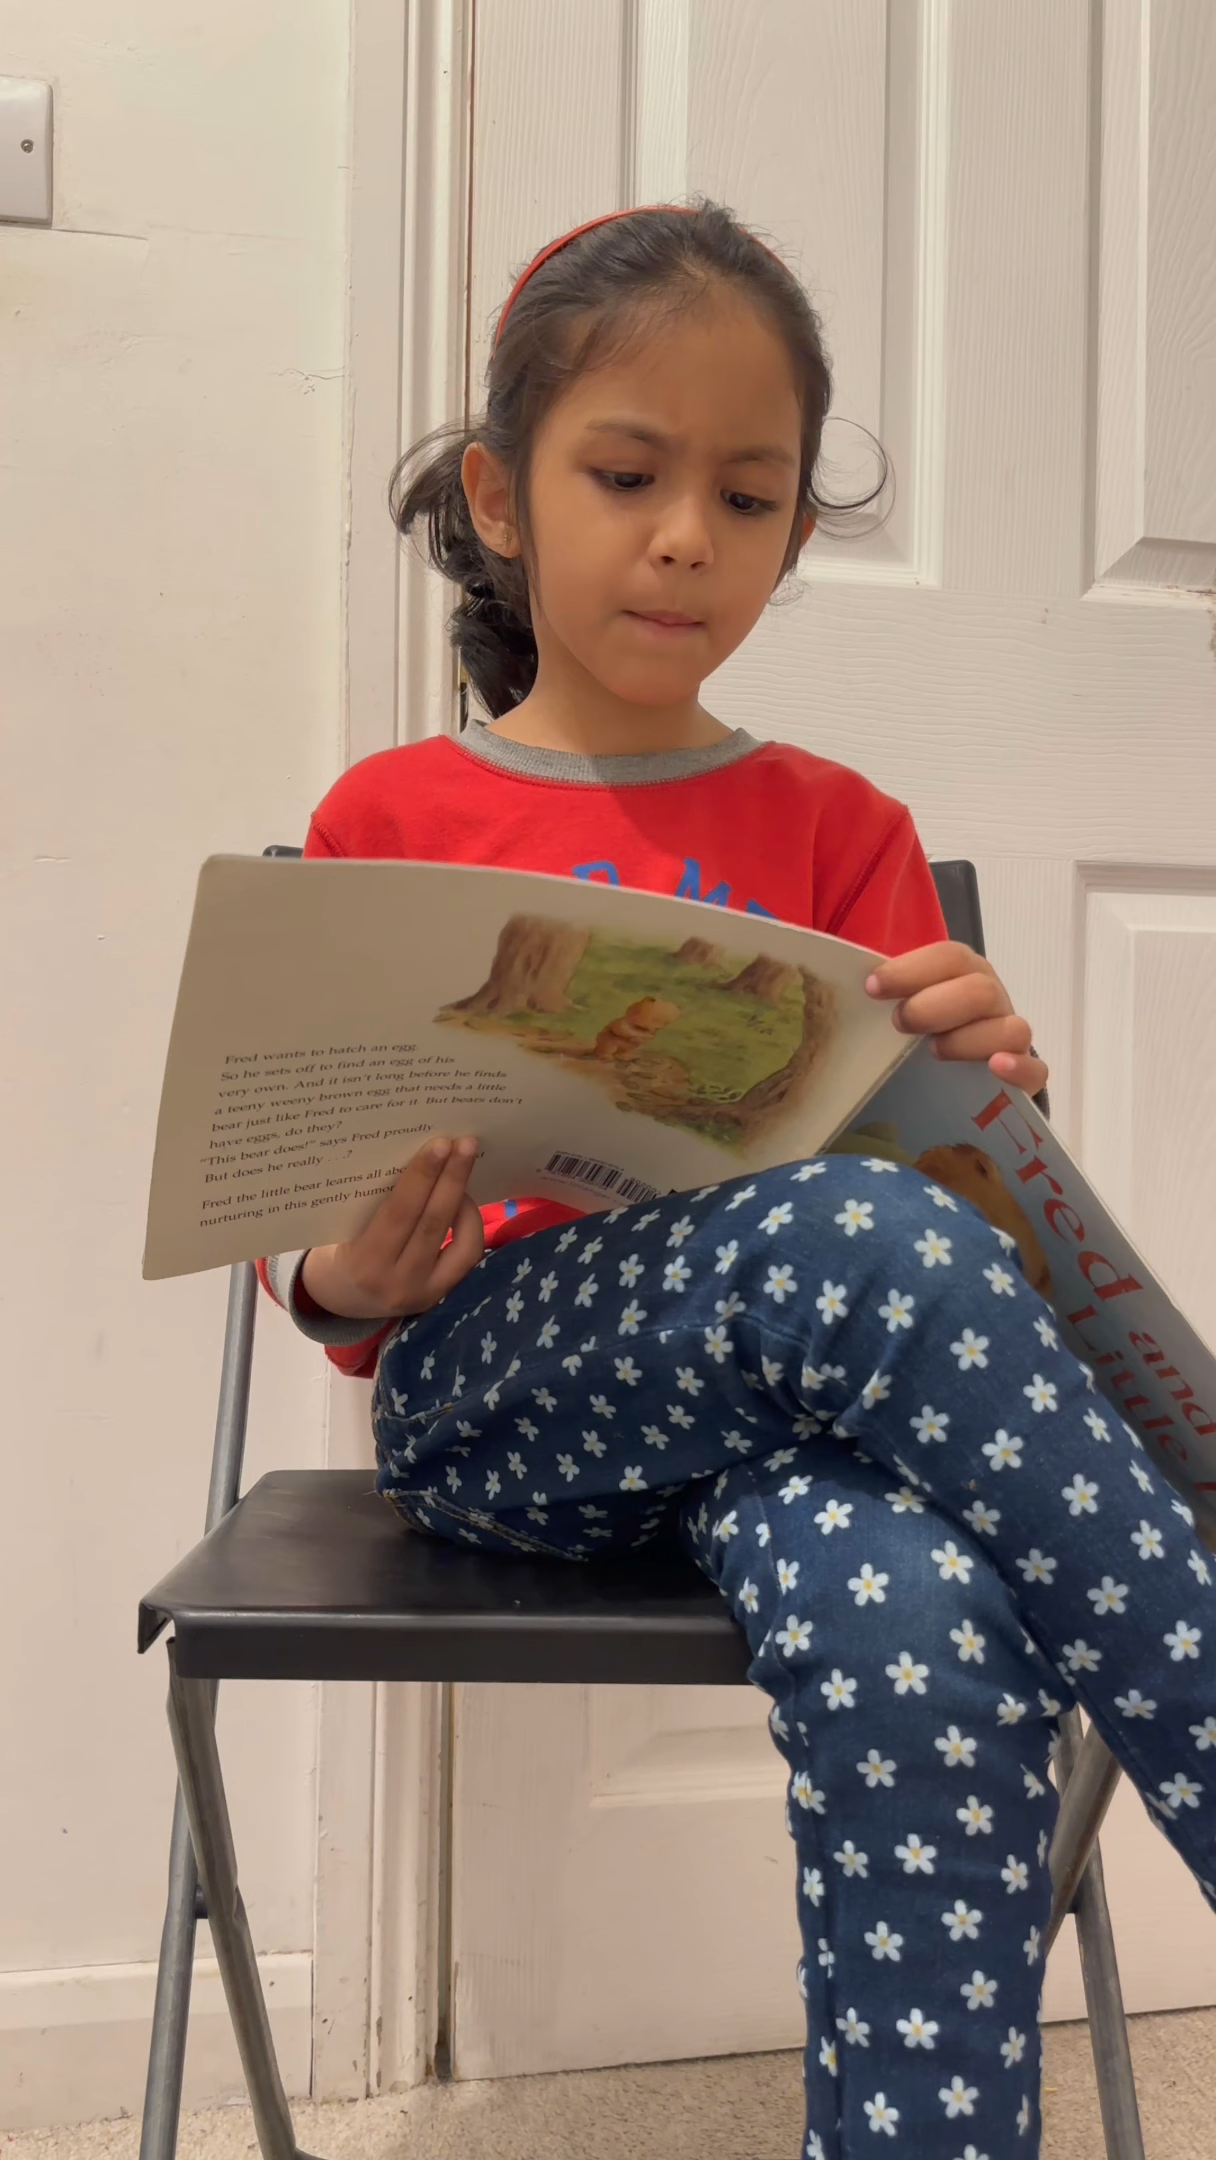 Fred wants to hatch an egg.
So he sets off to find an egg of his
very own. And it isn't long before he finds
a teeny weeny brown egg that needs a little
bear just like Fred to care for it. But bears don't
have eggs, do they?
"This bear does!" says Fred proudly.
But does he really . . .?
Fred the little bear learns all
nurturing in this gently
Fred and
Little